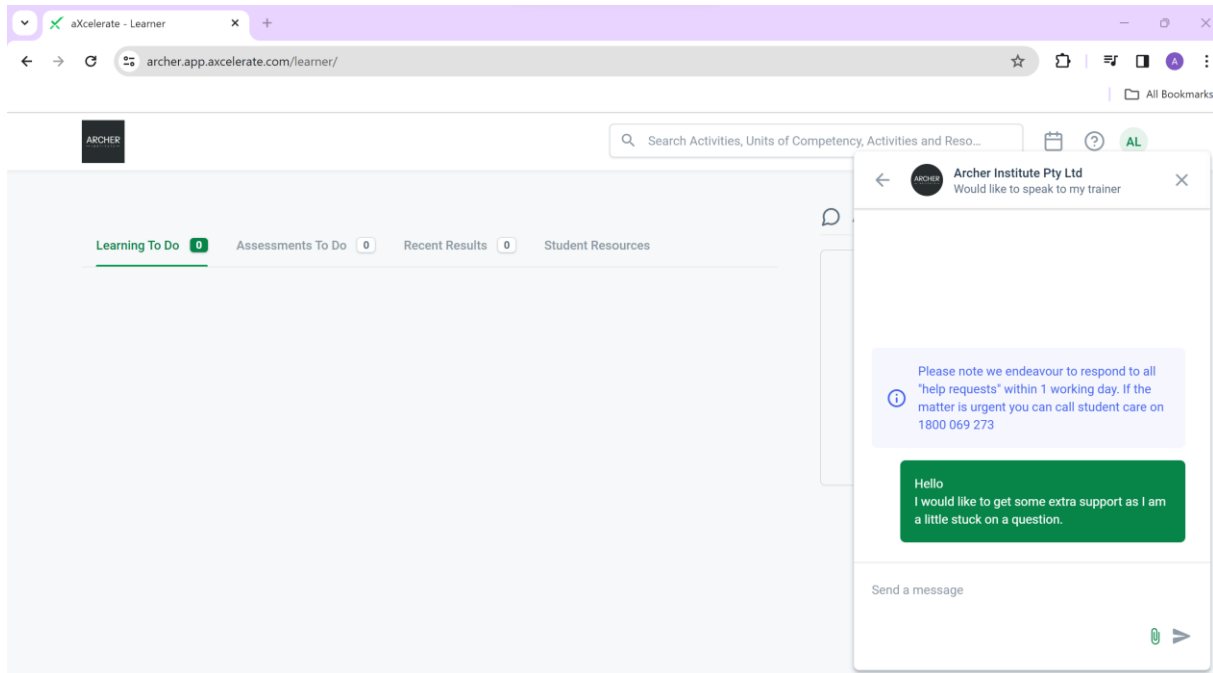 aXcelerate - Learner
archer.app.axcelerate.com/learner/
A
All Bookmarks
ARCHER
Search Activities, Units of Competency, Activities and Reso...
AL
Learning To Do 0
Assessments To Do 0
Recent Results 0
Student Resources
ARCHER
Archer Institute Pty Ltd
Would like to speak to my trainer
Please note we endeavour to respond to all
"help requests" within 1 working day. If the
matter is urgent you can call student care on
1800 069 273
Hello
I would like to get some extra support as I am
a little stuck on a question.
Send a message